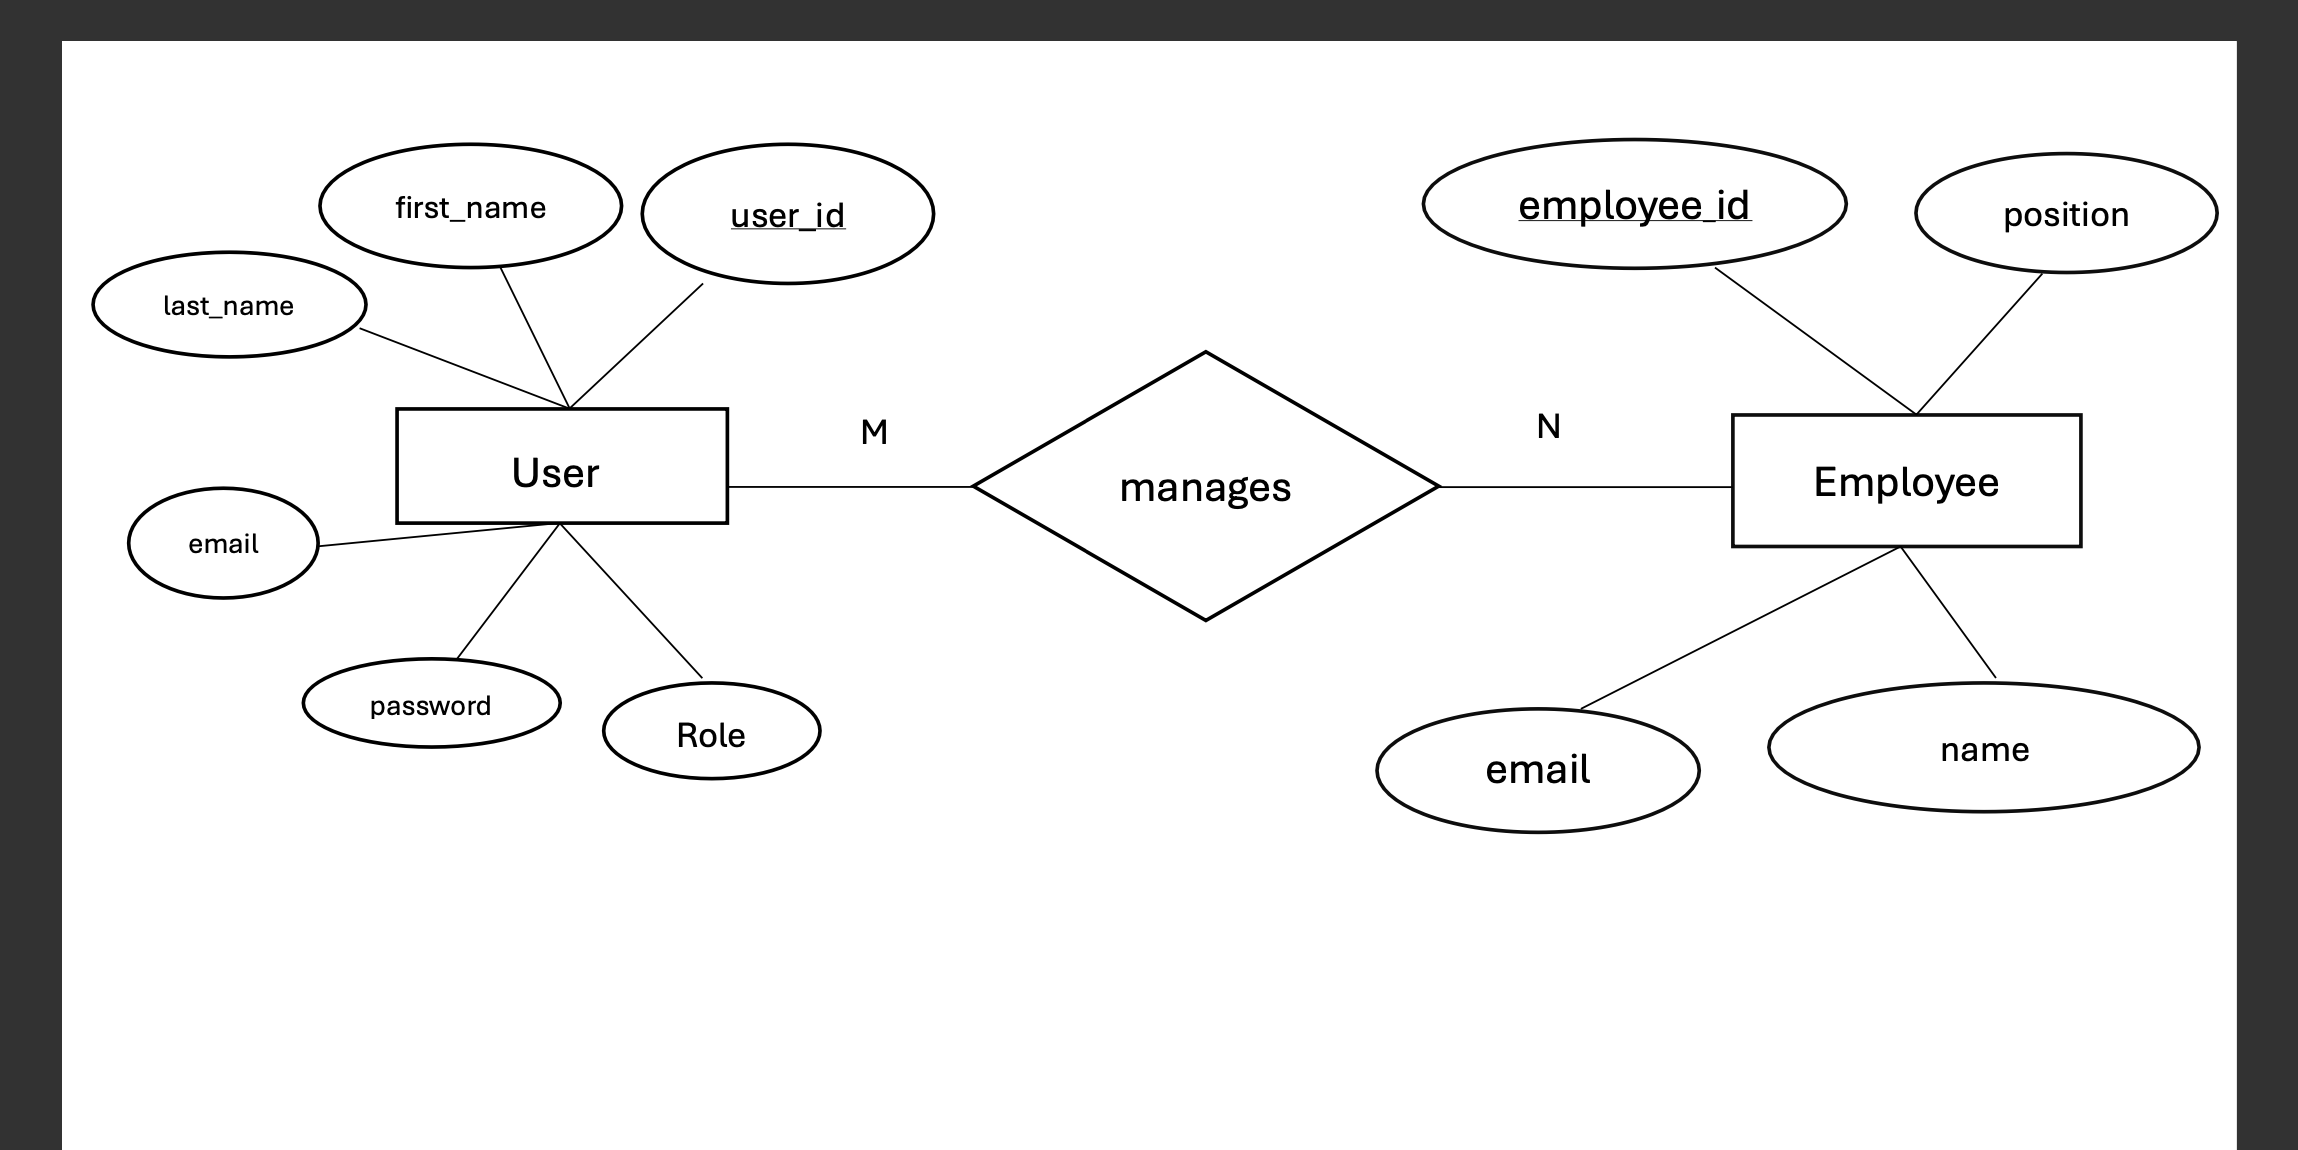 first_name
user_id
employee_id
position
last_name
M
N
User
manages
Employee
email
password
Role
email
name